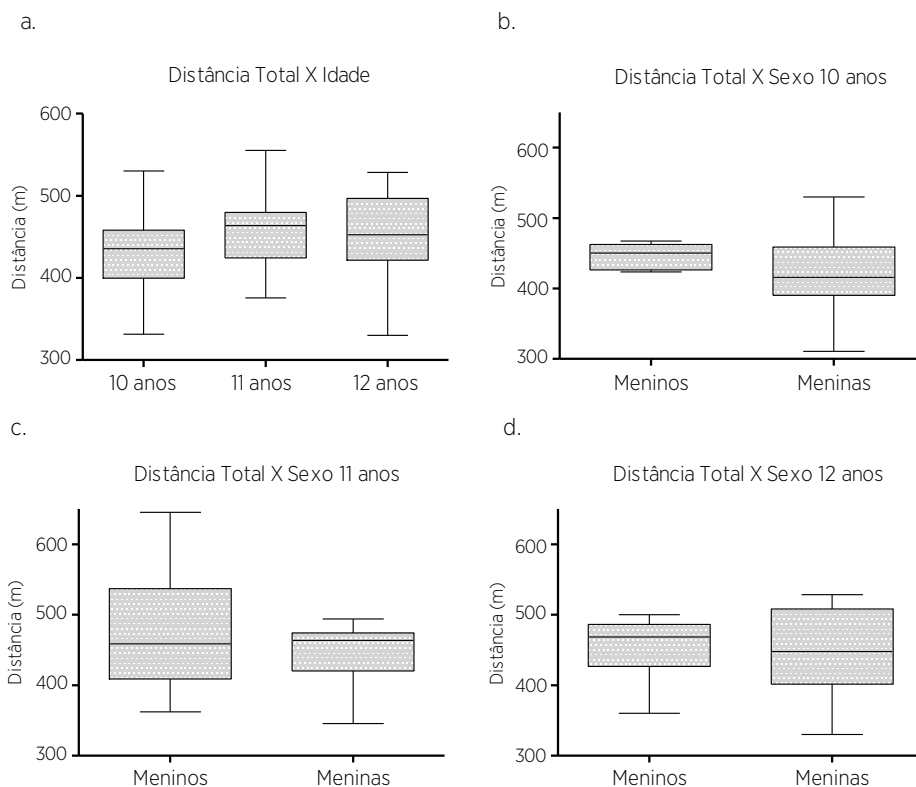 a.
Distância Total X Idade
600
500
400
300
Distância (m)
10 anos
11 anos
12 anos
b.
Distância Total X Sexo 10 anos
600
500
400
300
Distância (m)
Meninos
Meninas
c.
Distância Total X Sexo 11 anos
600
500
400
300
Distância (m)
Meninos
Meninas
d.
Distância Total X Sexo 12 anos
600
500
400
300
Distância (m)
Meninos
Meninas